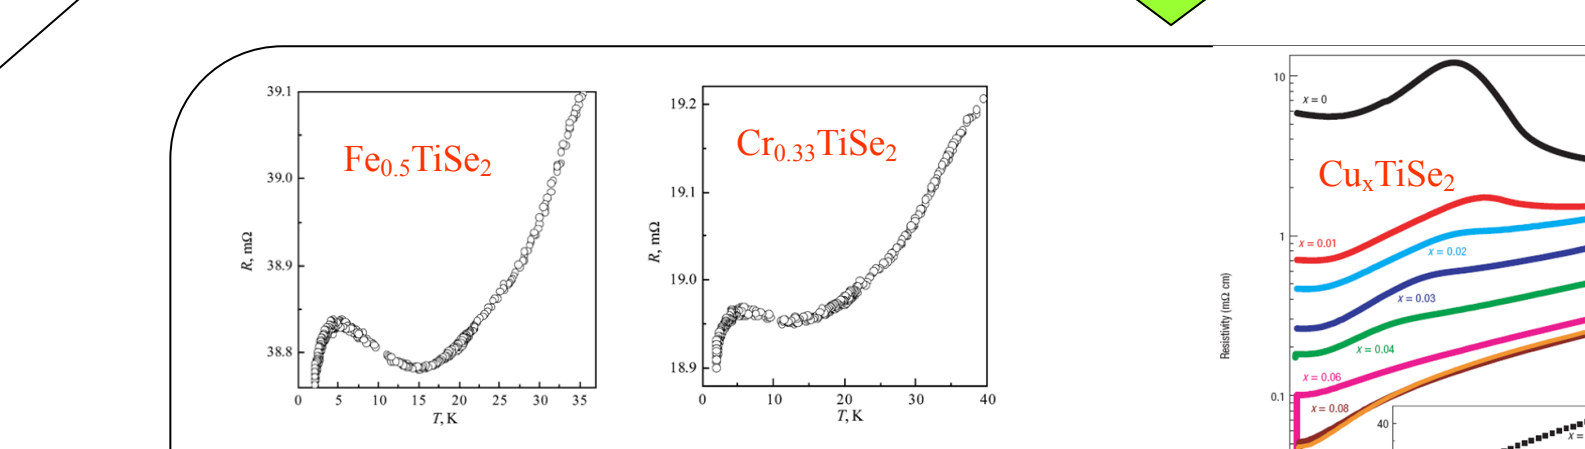 39.1
39.0
38.9
38.8
R, mΩ
Fe0.5TiSe2
0 5 10 15 20 25 30 35
T, K
19.2
19.1
19.0
18.9
R, mΩ
Cr0.33TiSe2
0 10 20 30 40
T, K
10
1
0.1
Resistivity (mΩ cm)
x = 0
CuxTiSe2
x = 0.01
x = 0.02
x = 0.03
x = 0.04
x = 0.06
x = 0.08
40
x =